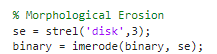 % Morphological Erosion
se = strel('disk',3);
binary = imerode(binary, se);